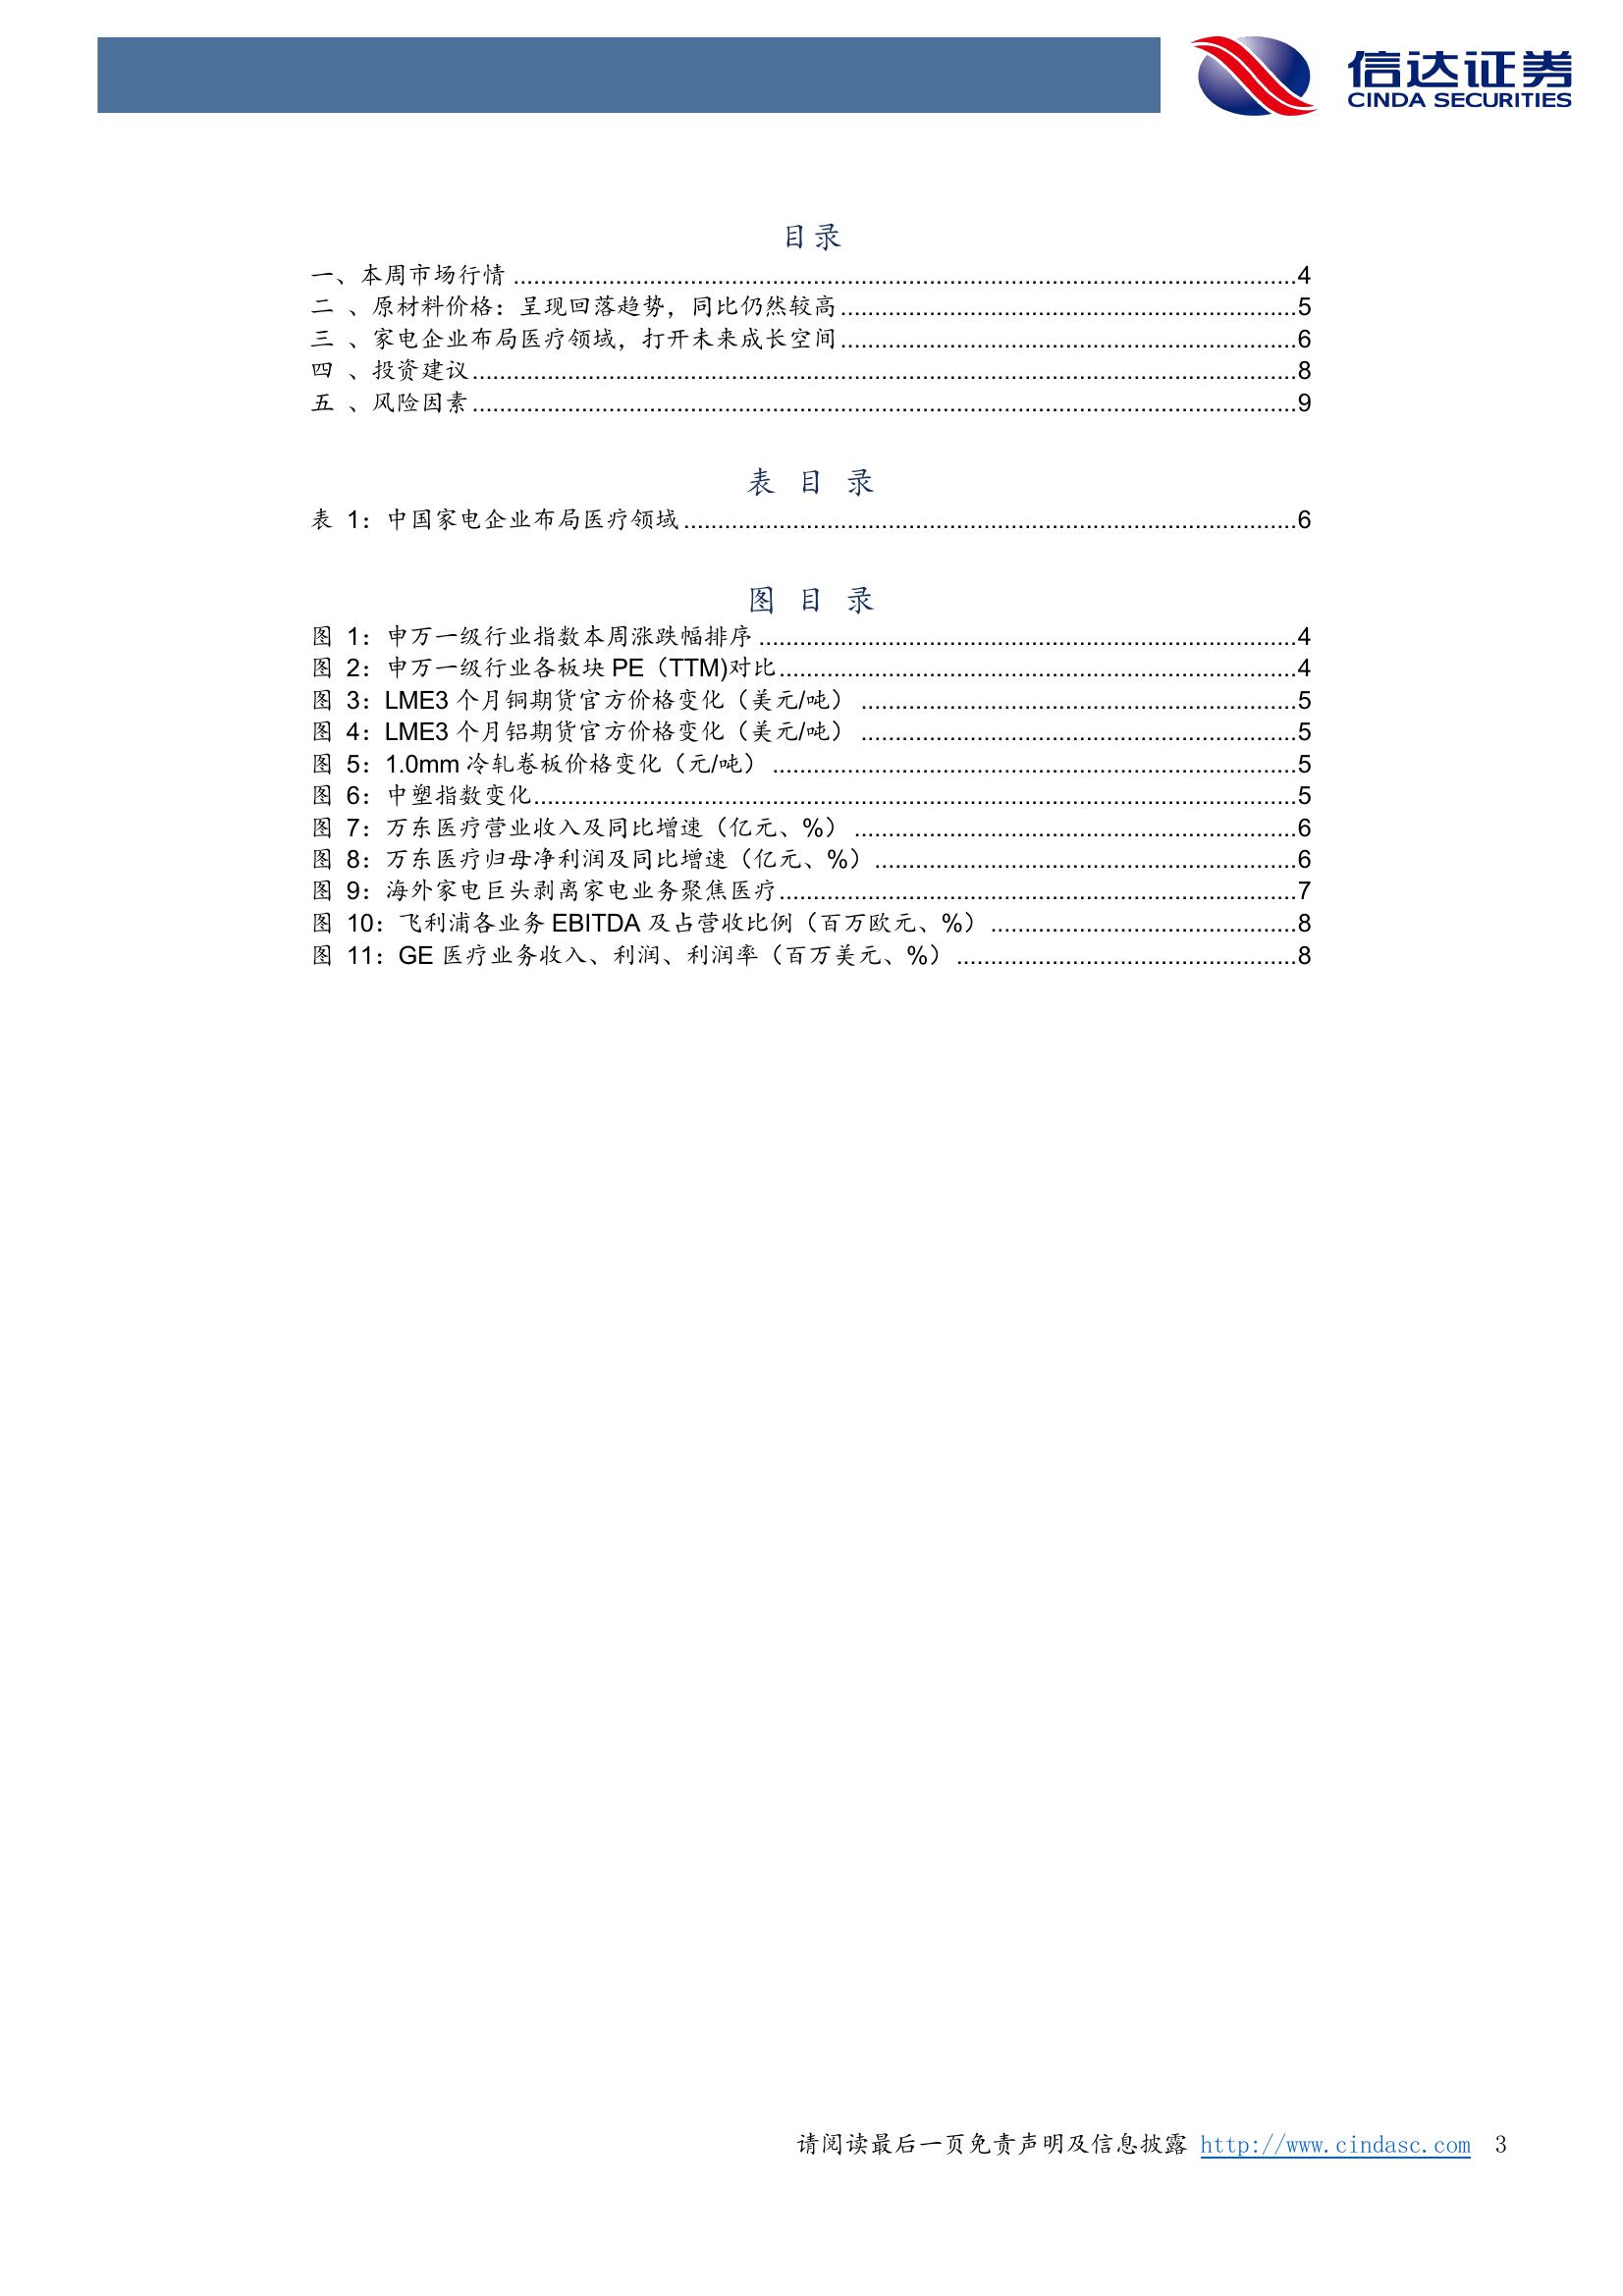 信达证券
CINDA SECURITIES
目录
一、本周市场行情 ................................................................4
二 、原材料价格：呈现回落趋势，同比仍然较高 ................................................................5
三 、家电企业布局医疗领域，打开未来成长空间 ................................................................6
四 、投资建议 ................................................................8
五 、风险因素 ................................................................9
表 目 录
表 1：中国家电企业布局医疗领域 ................................................................6
图 目 录
图 1：申万一级行业指数本周涨跌幅排序 ................................................................4
图 2：申万一级行业各板块 PE（TTM)对比 ................................................................4
图 3：LME3 个月铜期货官方价格变化（美元/吨） ................................................................5
图 4：LME3 个月铝期货官方价格变化（美元/吨） ................................................................5
图 5：1.0mm 冷轧卷板价格变化（元/吨） ................................................................5
图 6：中塑指数变化 ................................................................5
图 7：万东医疗营业收入及同比增速（亿元、%） ................................................................6
图 8：万东医疗归母净利润及同比增速（亿元、%） ................................................................6
图 9：海外家电巨头剥离家电业务聚焦医疗 ................................................................7
图 10：飞利浦各业务 EBITDA 及占营收比例（百万欧元、%） ................................................................8
图 11：GE 医疗业务收入、利润、利润率（百万美元、%） ................................................................8
请阅读最后一页免责声明及信息披露 http://www.cindasc.com 3